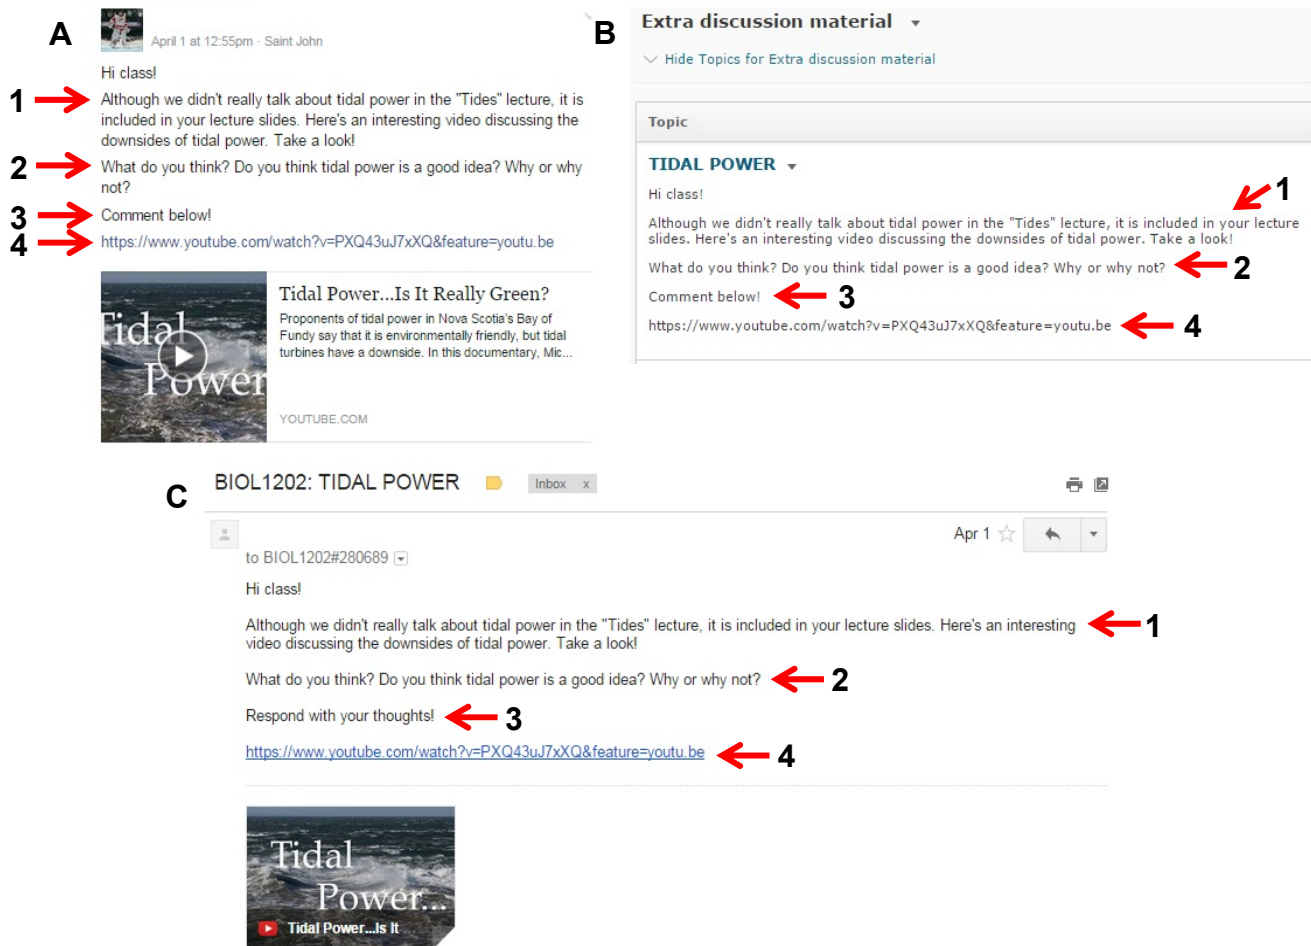 A
April 1 at 12:55pm · Saint John
Hi class!
1
Although we didn't really talk about tidal power in the "Tides" lecture, it is
included in your lecture slides. Here's an interesting video discussing the
downsides of tidal power. Take a look!
2
What do you think? Do you think tidal power is a good idea? Why or why
not?
3
Comment below!
4
https://www.youtube.com/watch?v=PXQ43uJ7xXQ&feature=youtu.be
Tidal
Power
Tidal Power...Is It Really Green?
Proponents of tidal power in Nova Scotia's Bay of
Fundy say that it is environmentally friendly, but tidal
turbines have a downside. In this documentary, Mic...
YOUTUBE.COM
B
Extra discussion material
Hide Topics for Extra discussion material
Topic
TIDAL POWER
Hi class!
1
Although we didn't really talk about tidal power in the "Tides" lecture, it is included in your lecture
slides. Here's an interesting video discussing the downsides of tidal power. Take a look!
What do you think? Do you think tidal power is a good idea? Why or why not?
2
Comment below!
3
https://www.youtube.com/watch?v=PXQ43uJ7xXQ&feature=youtu.be
4
C
BIOL1202: TIDAL POWER
Inbox x
Apr 1
to BIOL1202#280689
Hi class!
Although we didn't really talk about tidal power in the "Tides" lecture, it is included in your lecture slides. Here's an interesting
1
video discussing the downsides of tidal power. Take a look!
What do you think? Do you think tidal power is a good idea? Why or why not?
2
Respond with your thoughts!
3
https://www.youtube.com/watch?v=PXQ43uJ7xXQ&feature=youtu.be
4
Tidal
Power...
Tidal Power...Is It